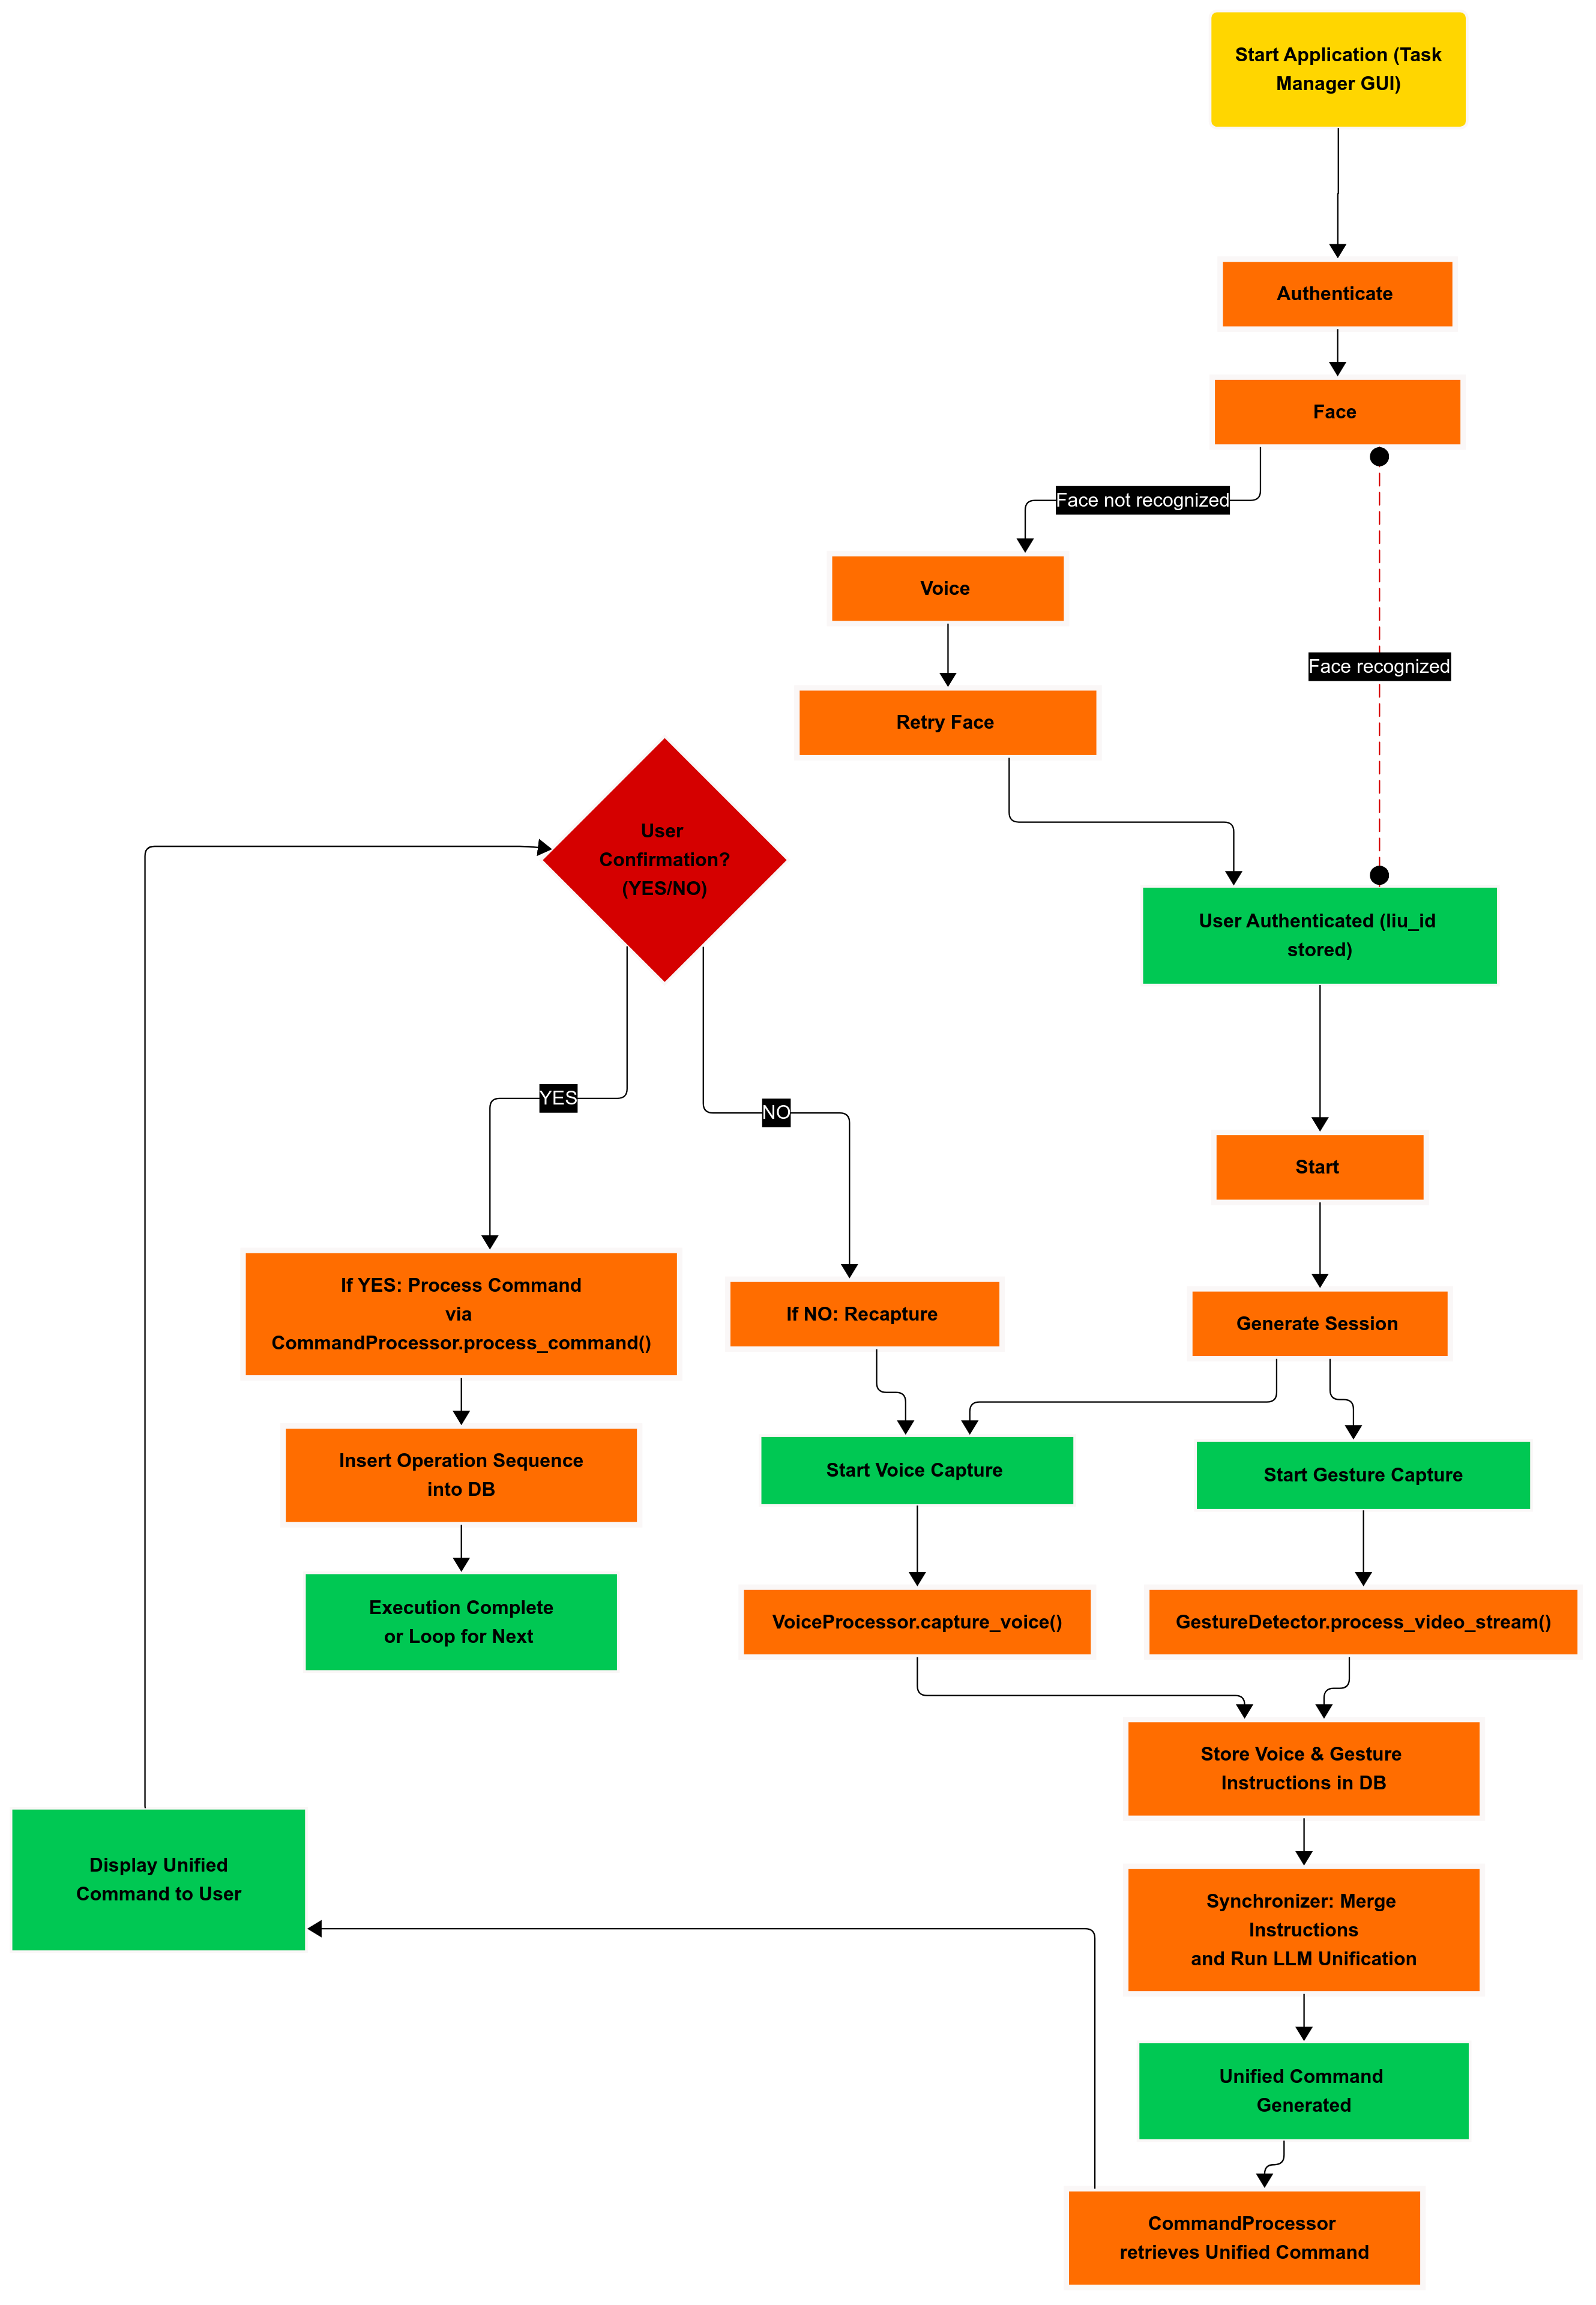 Start Application (Task
Manager GUI)
Authenticate
Face
Face not recognized
Voice
Face recognized
Retry Face
User
Confirmation?
(YES/NO)
User Authenticated (liu_id
stored)
YES
NO
Start
If YES: Process Command
via
CommandProcessor.process_command()
If NO: Recapture
Generate Session
Insert Operation Sequence
into DB
Start Voice Capture
Start Gesture Capture
Execution Complete
or Loop for Next
VoiceProcessor.capture_voice()
GestureDetector.process_video_stream()
Store Voice & Gesture
Instructions in DB
Display Unified
Command to User
Synchronizer: Merge
Instructions
and Run LLM Unification
Unified Command
Generated
CommandProcessor
retrieves Unified Command